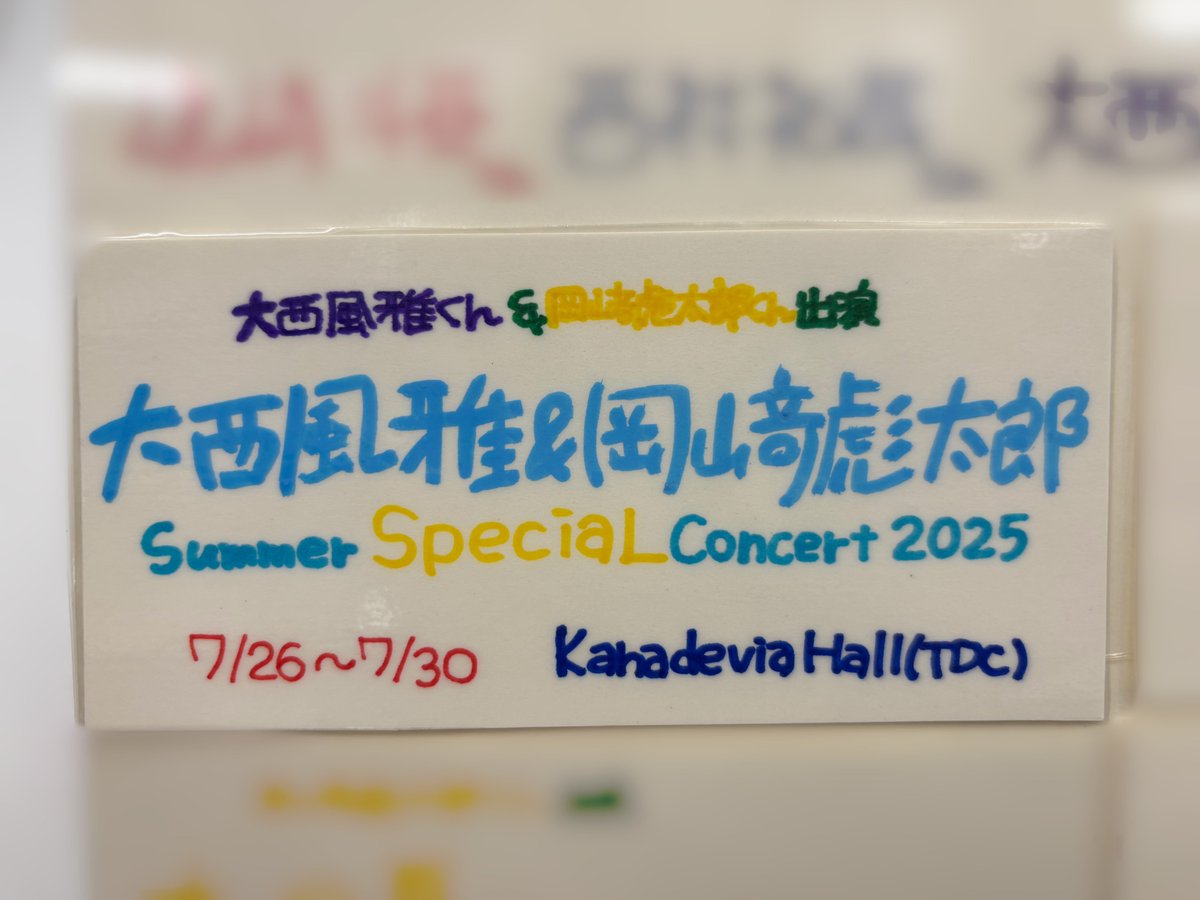 大西風雅くん&岡﨑彪太郎くん出演
大西風雅&岡﨑彪太郎
Summer Special Concert 2025
7/26~7/30 Kanadevia Hall(TDC)